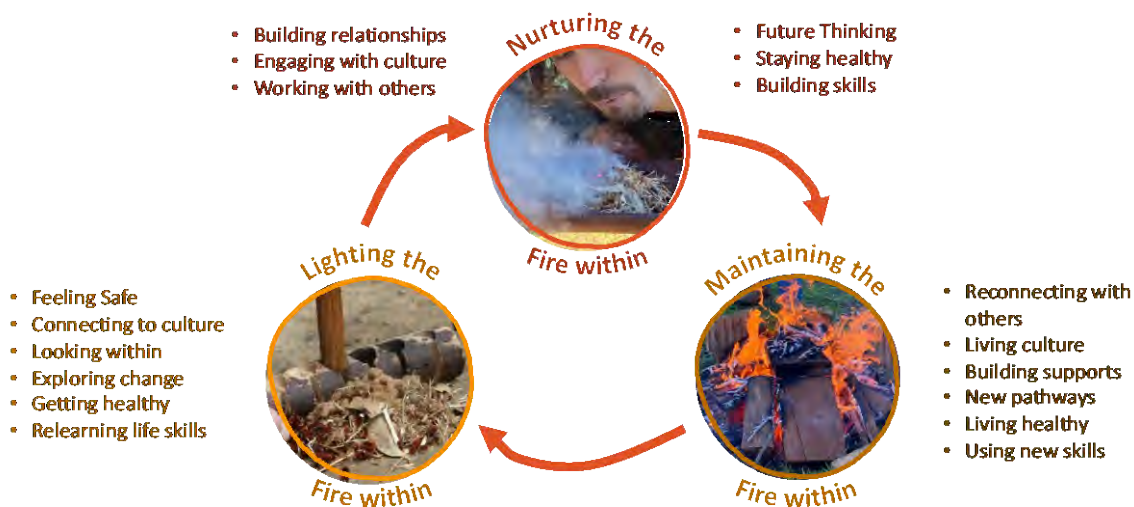 Nurturing the
Fire within
Building relationships
Engaging with culture
Working with others
Future Thinking
Staying healthy
Building skills
Lighting the
Fire within
Feeling Safe
Connecting to culture
Looking within
Exploring change
Getting healthy
Relearning life skills
Maintaining the
Fire within
Reconnecting with
others
Living culture
Building supports
New pathways
Living healthy
Using new skills